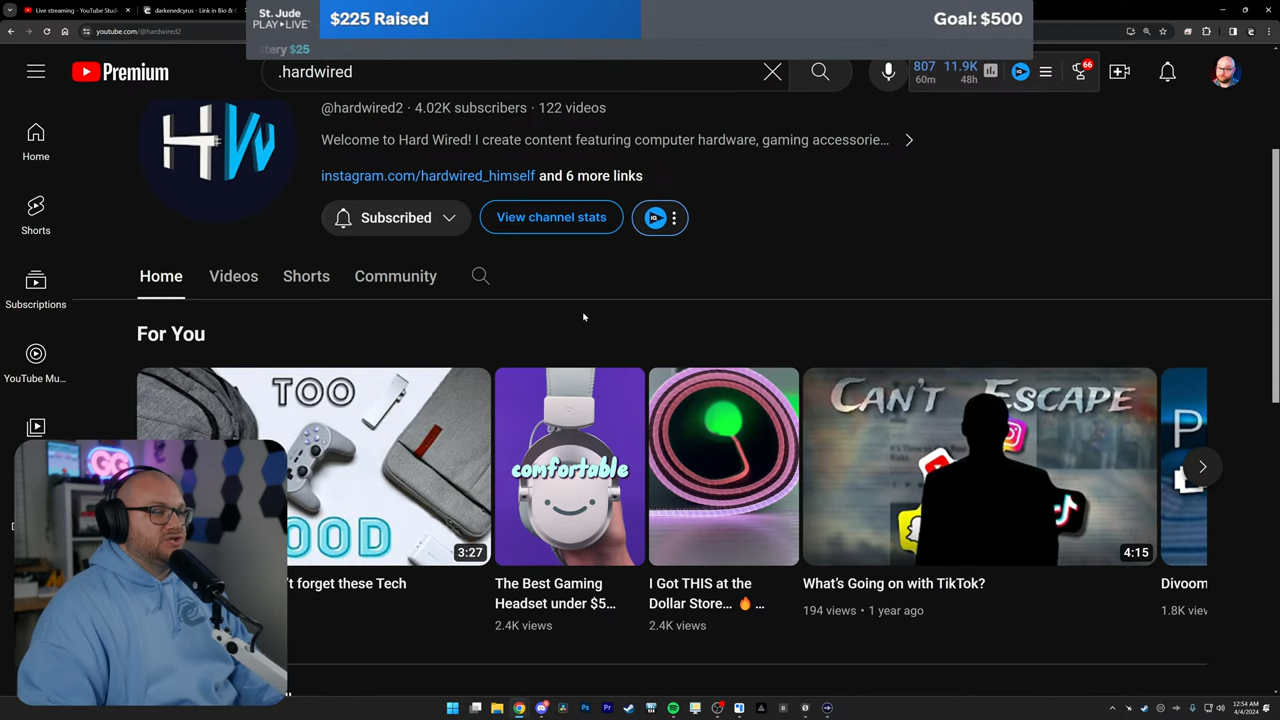 Live streaming - YouTube Stud
darkenedcyrus - Link in Bio & C
St. Jude
PLAY LIVE
$225 Raised
Goal: $500
ttery $25
youtube.com/@hardwired2
Premium
.hardwired
807
60m
11.9K
48h
66
@hardwired2 · 4.02K subscribers · 122 videos
Welcome to Hard Wired! I create content featuring computer hardware, gaming accessorie...
instagram.com/hardwired_himself and 6 more links
Subscribed
View channel stats
IQ
HW
Home
Shorts
Subscriptions
YouTube Mu...
Home
Videos
Shorts
Community
For You
TOO
OOD
3:27
comfortable
CAN'T ESCAPE
4:15
P
GG
't forget these Tech
The Best Gaming
Headset under $5...
2.4K views
I Got THIS at the
Dollar Store... 🔥 ...
2.4K views
What's Going on with TikTok?
194 views · 1 year ago
Divoom
1.8K view
12:54 AM
4/4/2024